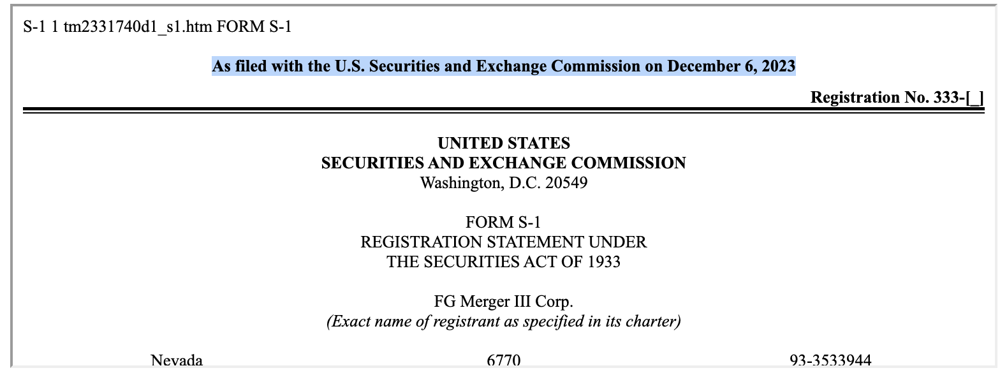 S-1 1 tm2331740d1_s1.htm FORM S-1
As filed with the U.S. Securities and Exchange Commission on December 6, 2023
Registration No. 333-[_]
UNITED STATES
SECURITIES AND EXCHANGE COMMISSION
Washington, D.C. 20549
FORM S-1
REGISTRATION STATEMENT UNDER
THE SECURITIES ACT OF 1933
FG Merger III Corp.
(Exact name of registrant as specified in its charter)
Nevada 6770 93-3533944